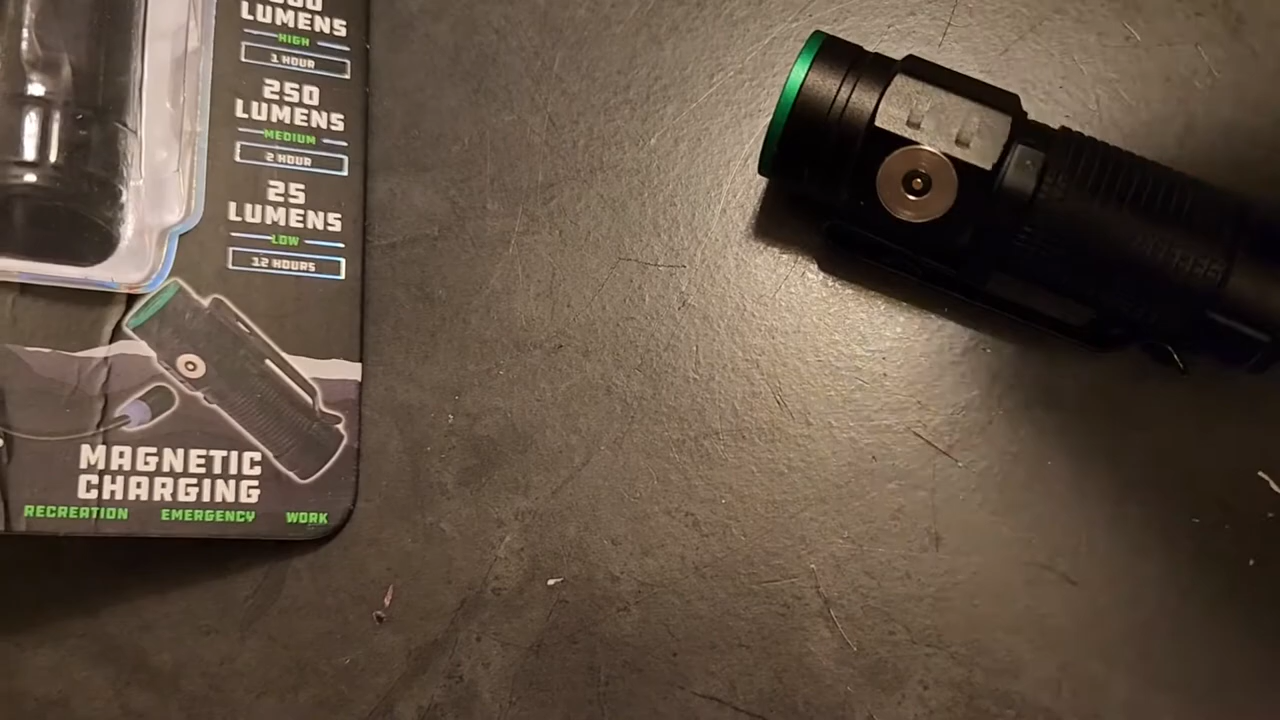 LUMENS
HIGH
1 HOUR
250
LUMENS
MEDIUM
2 HOUR
25
LUMENS
LOW
12 HOURS
MAGNETIC
CHARGING
RECREATION EMERGENCY WORK